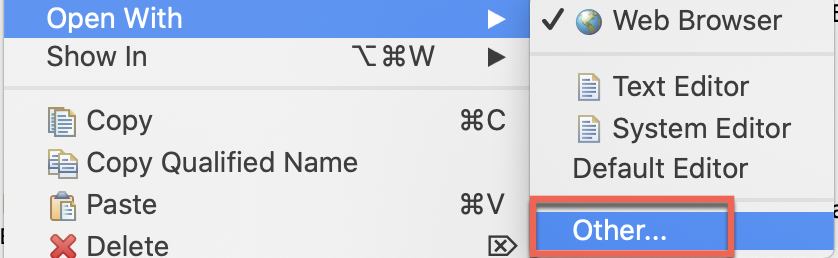 Open With
Show In ⌥⌘W
Copy ⌘C
Copy Qualified Name
Paste ⌘V
Delete ⌦
Web Browser
Text Editor
System Editor
Default Editor
Other...